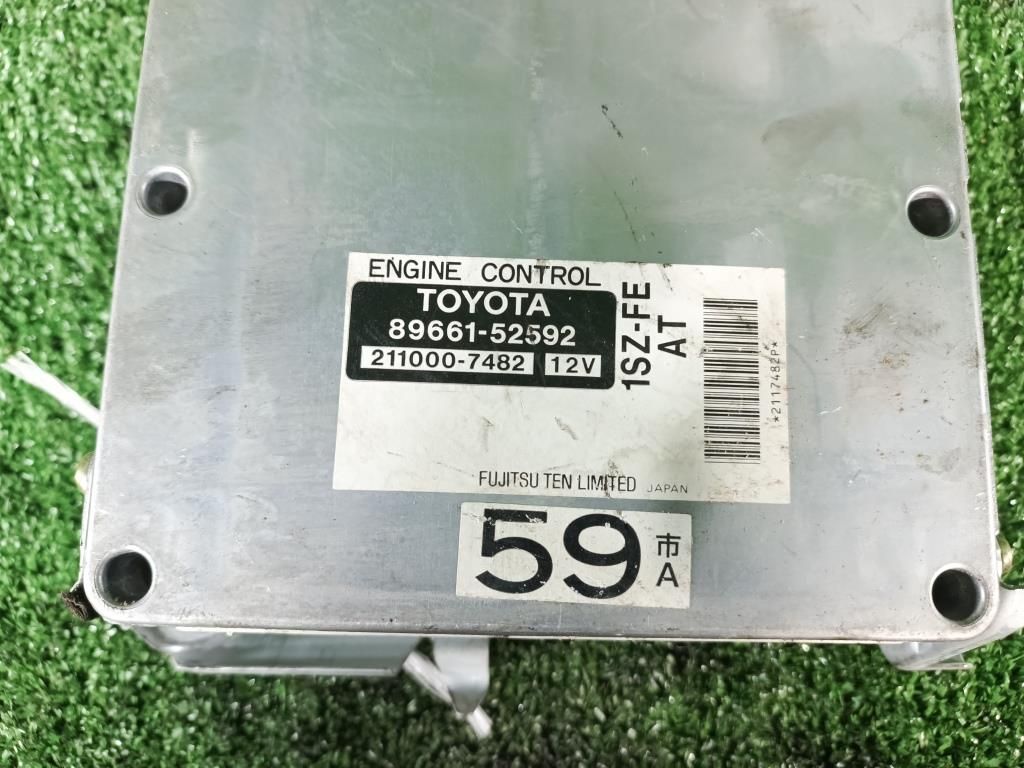 ENGINE CONTROL
TOYOTA
89661-52592
211000-7482 12V
1SZ-FE
AT
*2117482P*
FUJITSU TEN LIMITED JAPAN
59 市
A